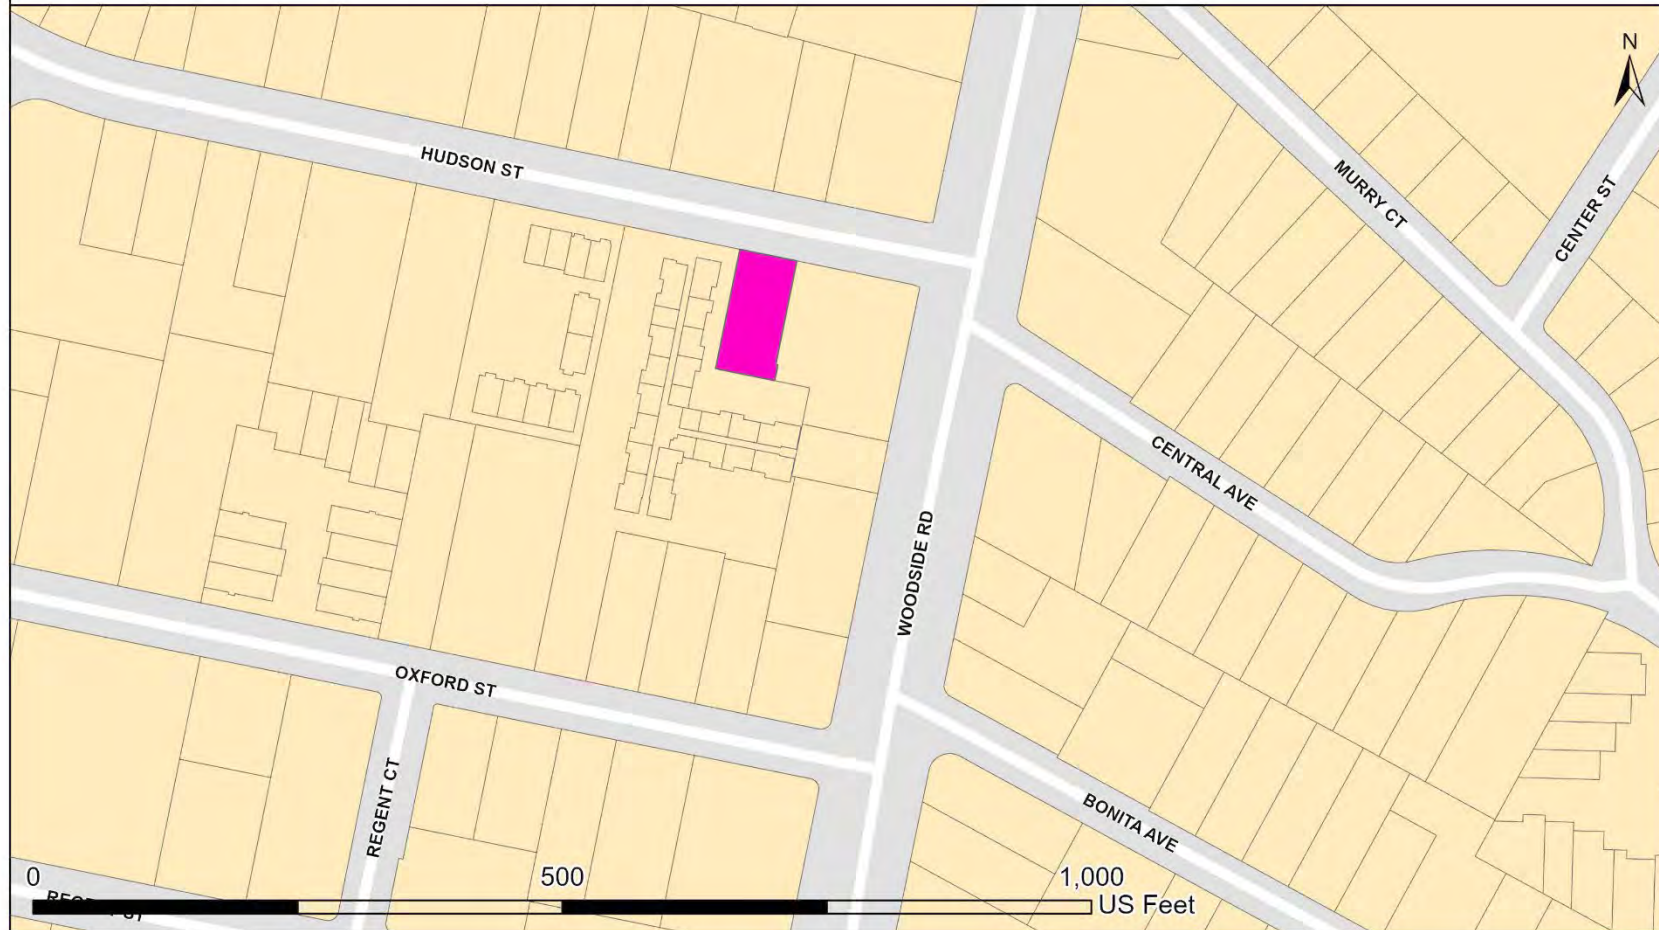 N
HUDSON ST
MURRY CT
CENTER ST
CENTRAL AVE
WOODSIDE RD
OXFORD ST
REGENT CT
BONITA AVE
0 500 1,000
US Feet